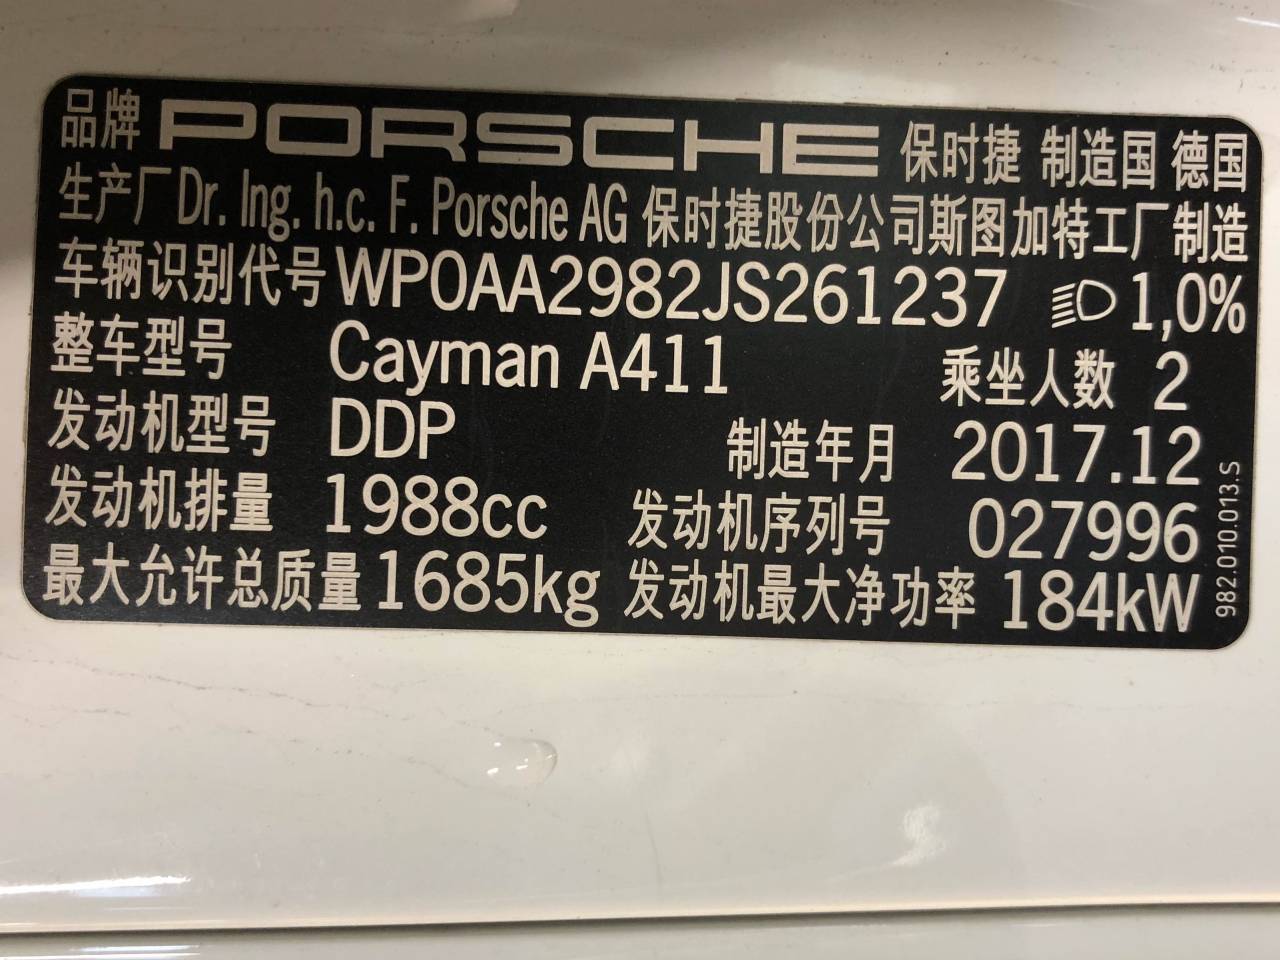 品牌 PORSCHE 保时捷 制造国 德国
生产厂 Dr. Ing. h.c. F. Porsche AG 保时捷股份公司斯图加特工厂制造
车辆识别代号 WP0AA2982JS261237 1,0%
整车型号 Cayman A411 乘坐人数 2
发动机型号 DDP 制造年月 2017.12
发动机排量 1988cc 发动机序列号 027996
最大允许总质量 1685kg 发动机最大净功率 184kW
982.010.013.S